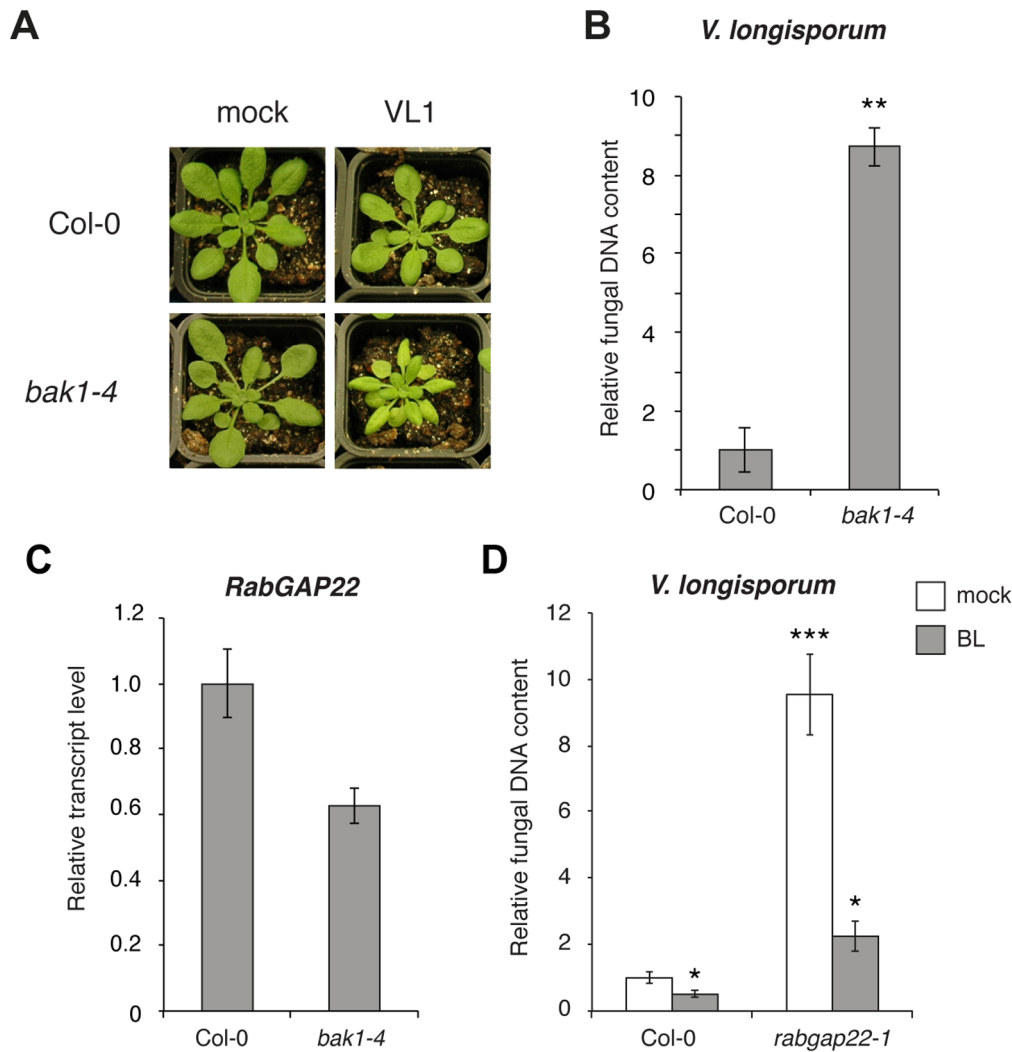 A
mock VL1
Col-0
bak1-4
B
V. longisporum
Relative fungal DNA content
10
8
6
4
2
0
**
Col-0 bak1-4
C
RabGAP22
Relative transcript level
1.2
1.0
0.8
0.6
0.4
0.2
0
Col-0 bak1-4
D
V. longisporum
mock
BL
Relative fungal DNA content
12
10
8
6
4
2
0
*
***
*
Col-0 rabgap22-1